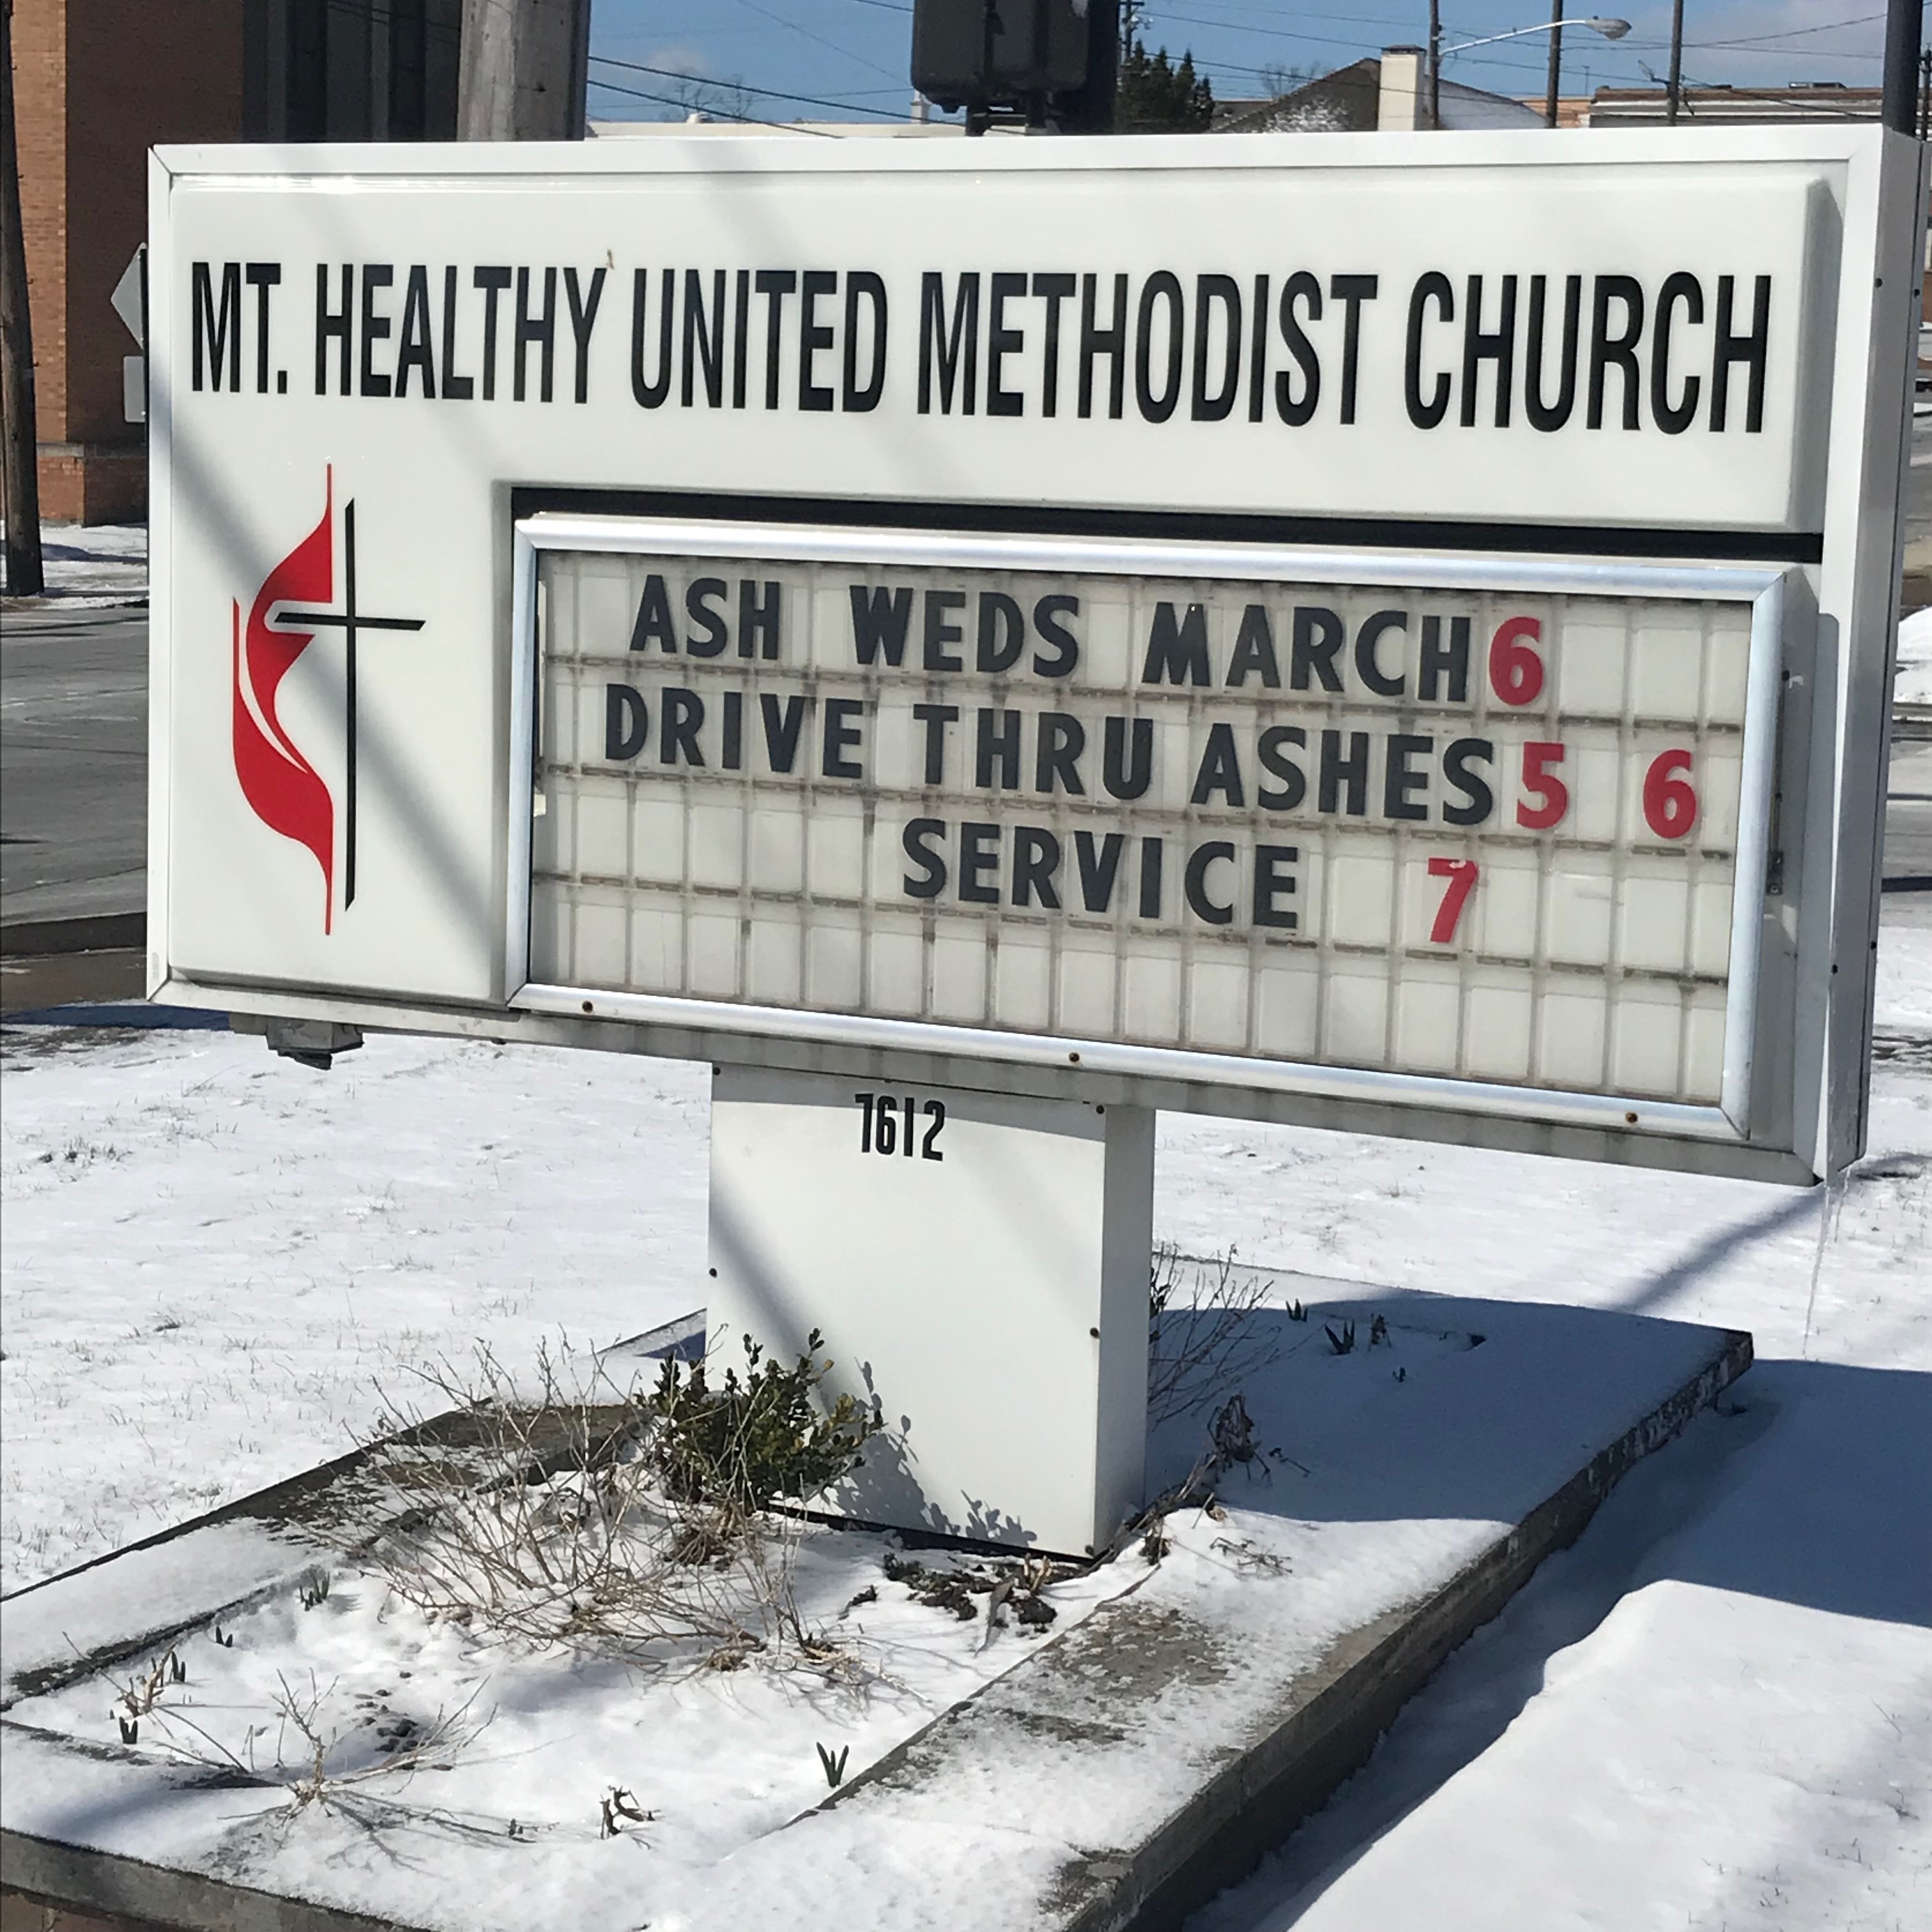 MT. HEALTHY UNITED METHODIST CHURCH
ASH WEDS MARCH 6
DRIVE THRU ASHES 5 6
SERVICE 7
7612